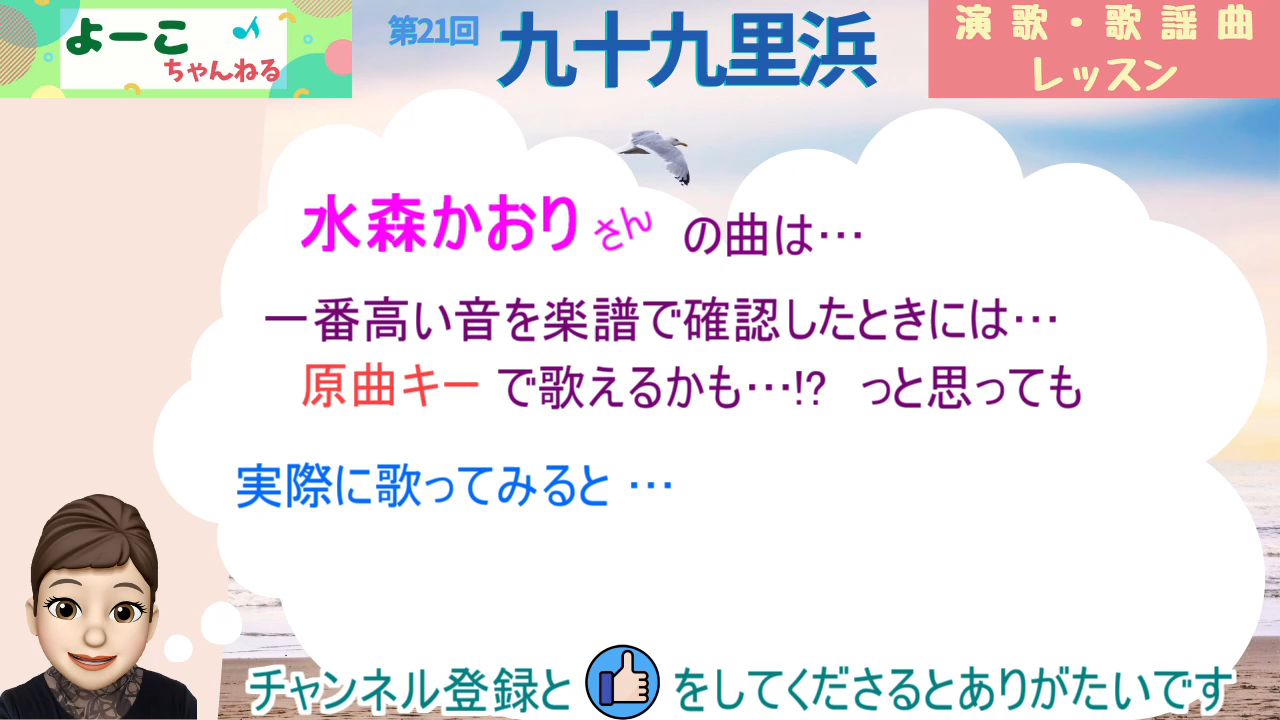 よーこ
ちゃんねる
第21回 九十九里浜
演歌・歌謡曲
レッスン
水森かおりさん の曲は…
一番高い音を楽譜で確認したときには…
原曲キー で歌えるかも…!? っと思っても
実際に歌ってみると …
チャンネル登録と をしてくださるとありがたいです